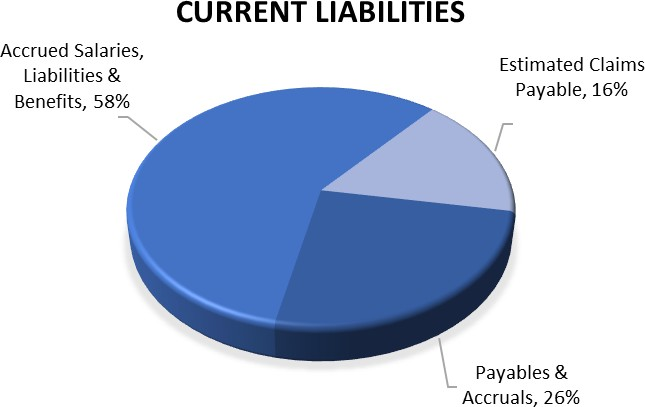 CURRENT LIABILITIES
Accrued Salaries,
Liabilities &
Benefits, 58%
Estimated Claims
Payable, 16%
Payables &
Accruals, 26%